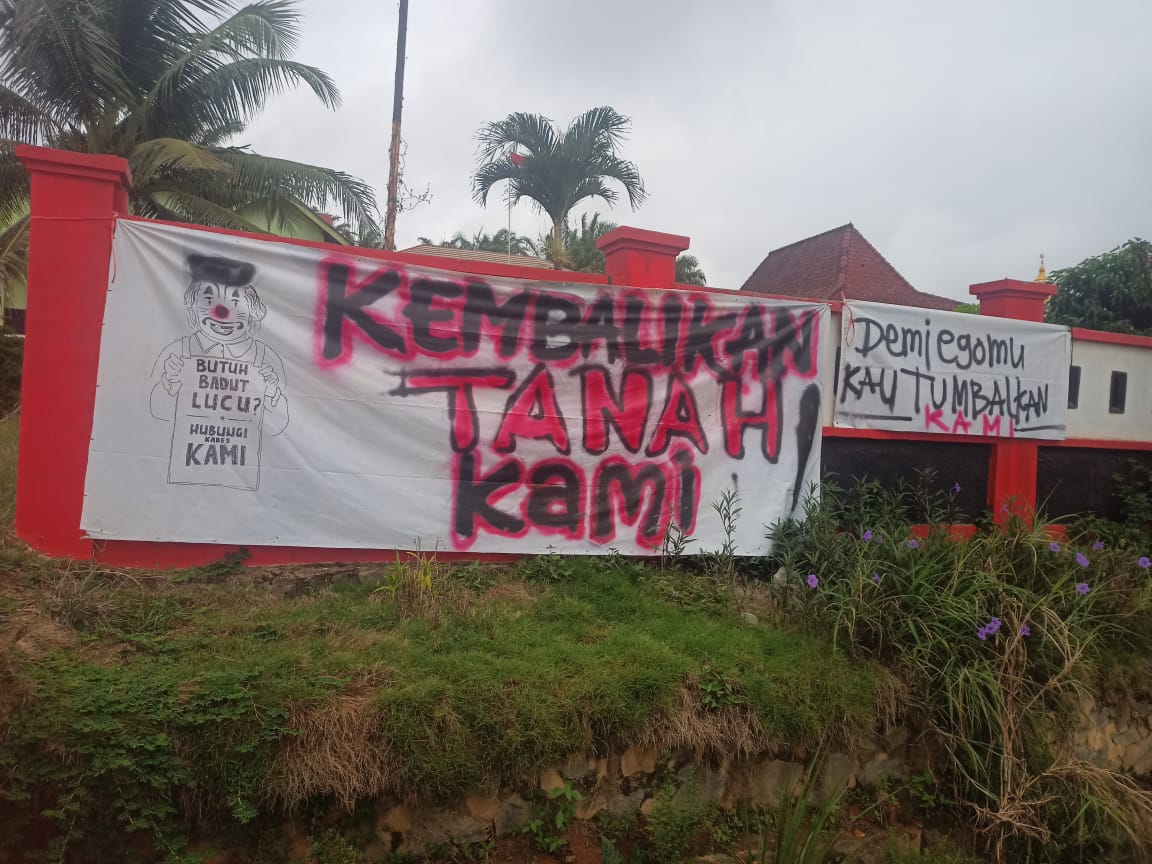 BUTUH
BADUT
LUCU?
HUBUNGI
KADES
KAMI
KEMBALIKAN
TANAH
Kami!
Demi egomu
KAU TUMBALKAN
KAMI